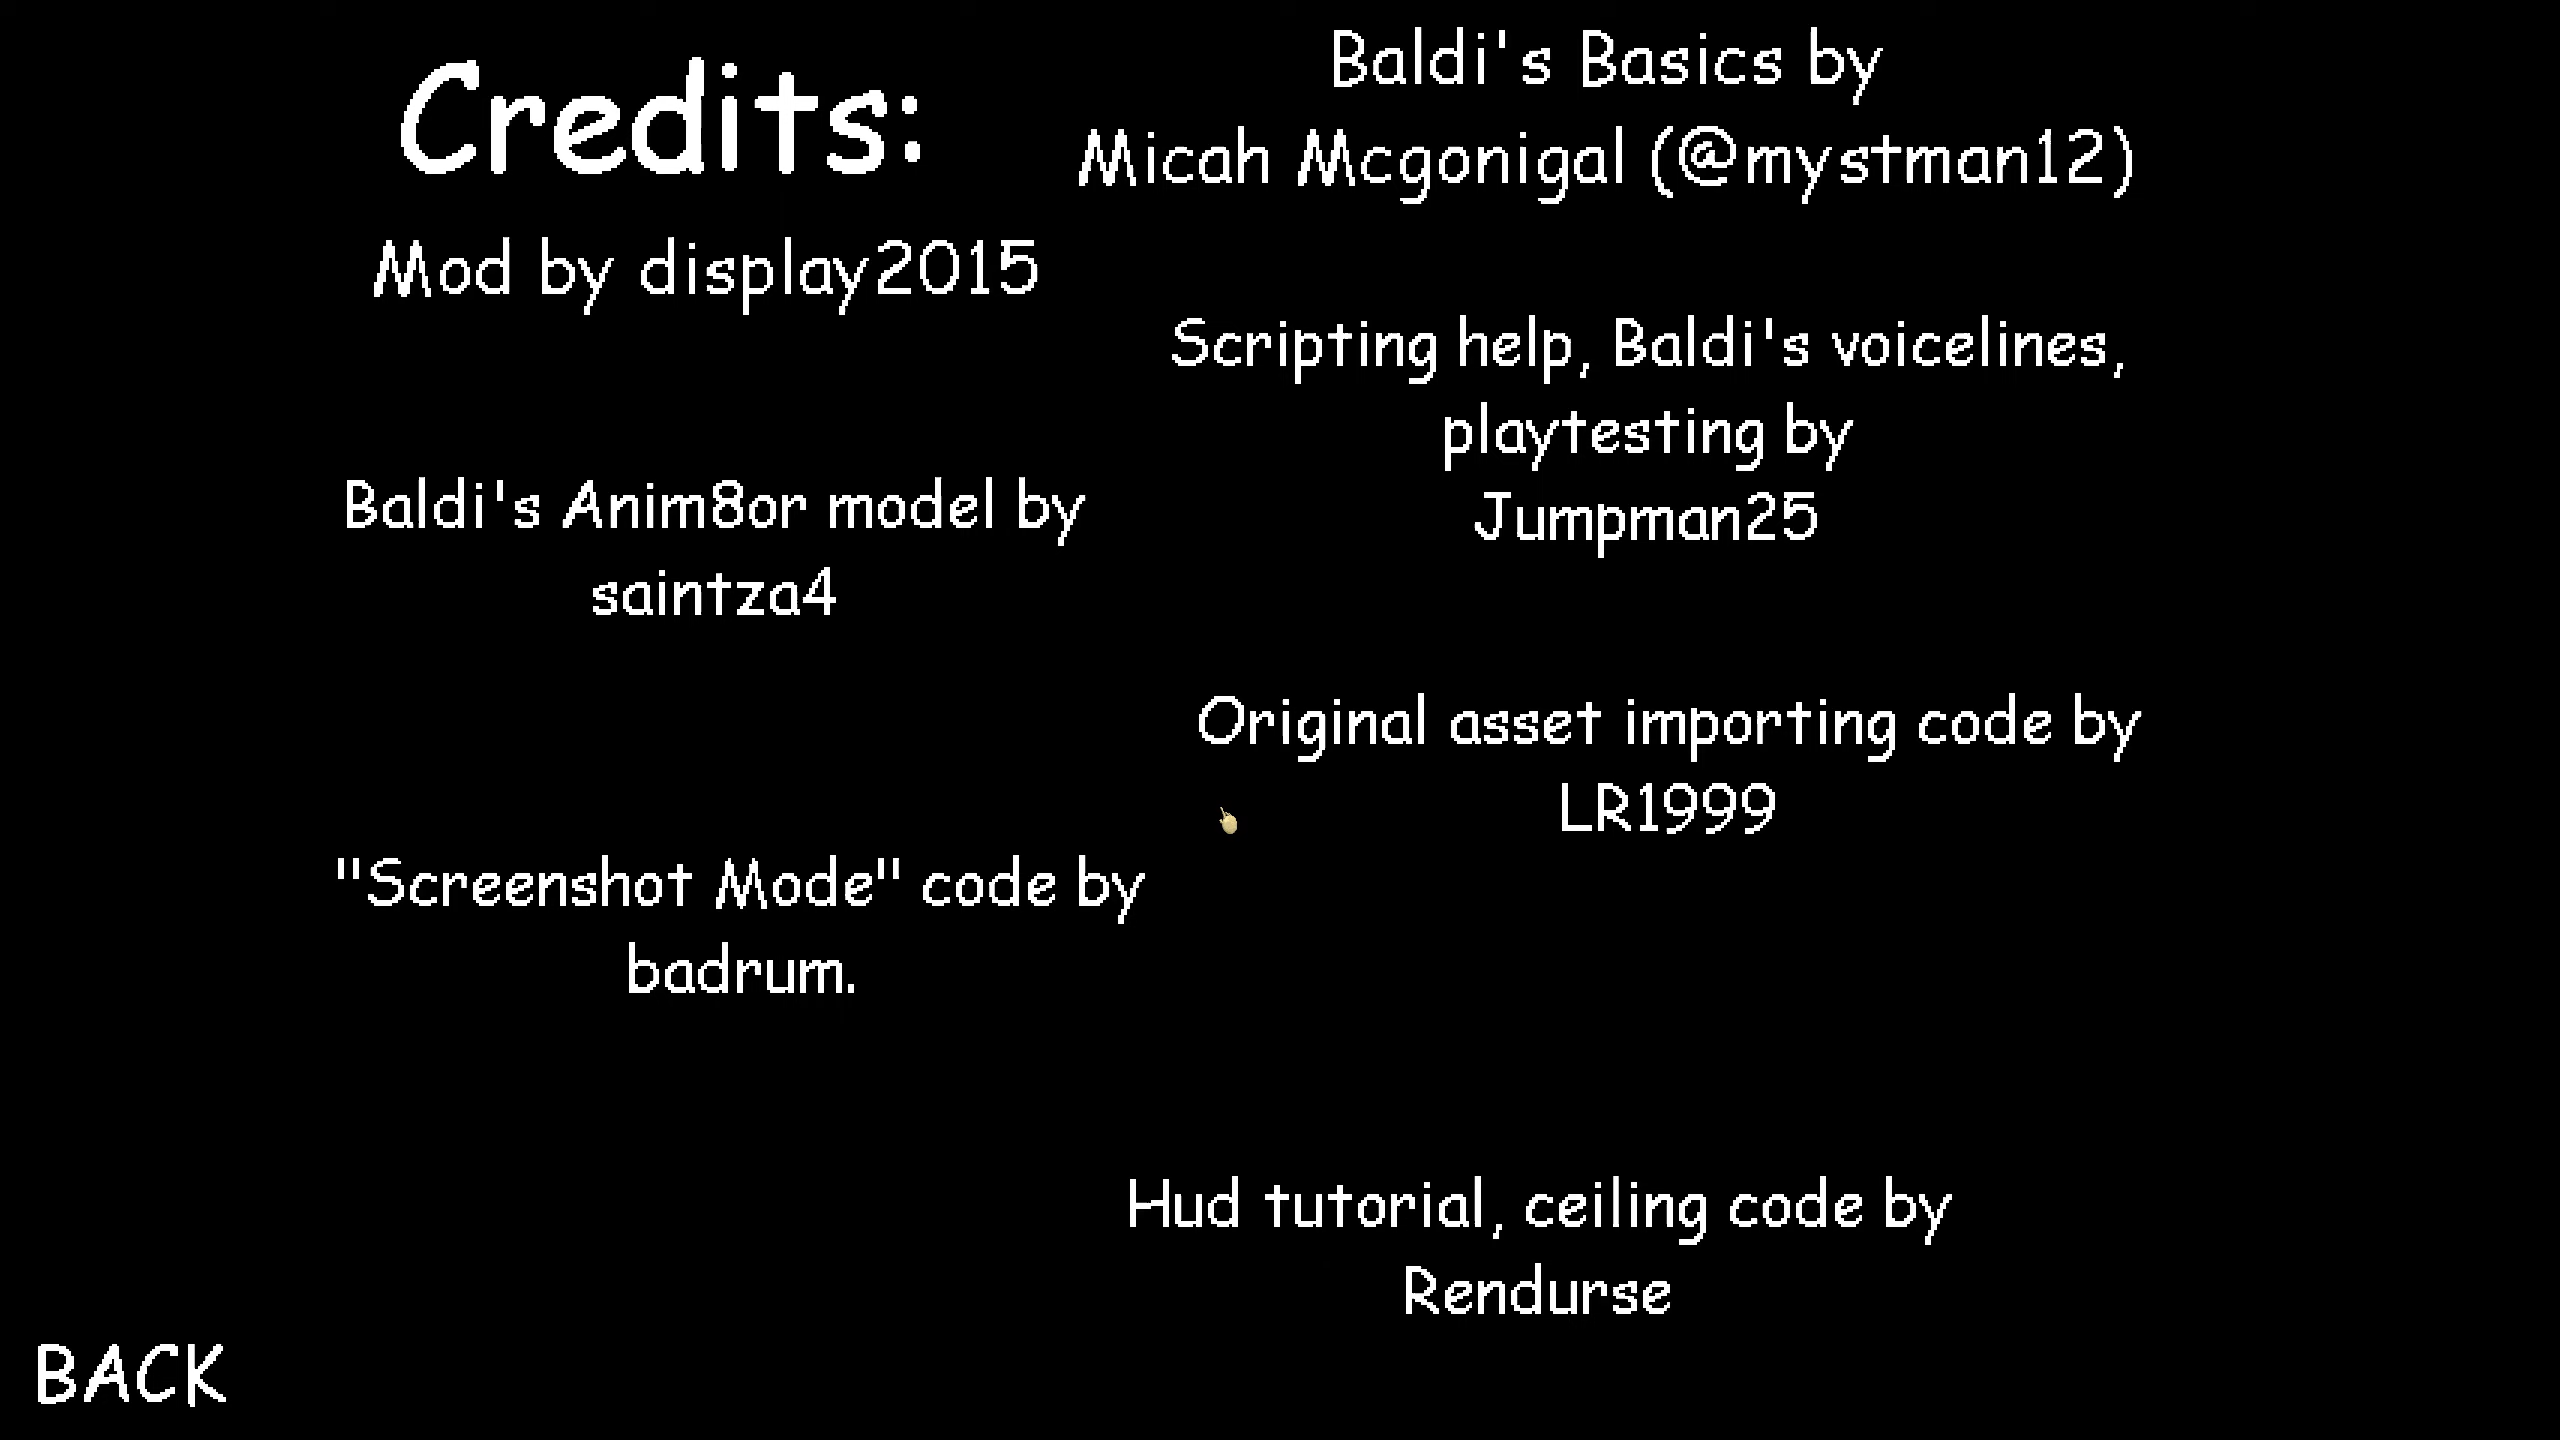 Credits:
Mod by display2015
Baldi's Anim8or model by
saintza4
"Screenshot Mode" code by
badrum.
Baldi's Basics by
Micah Mcgonigal (@mystman12)
Scripting help, Baldi's voicelines,
playtesting by
Jumpman25
Original asset importing code by
LR1999
Hud tutorial, ceiling code by
Rendurse
BACK